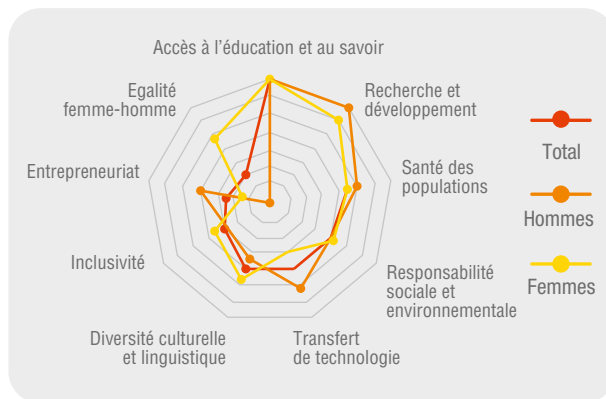 Accès à l'éducation et au savoir
Recherche et
développement
Santé des
populations
Responsabilité
sociale et
environnementale
Transfert
de technologie
Diversité culturelle
et linguistique
Inclusivité
Entrepreneuriat
Egalité
femme-homme
Total
Hommes
Femmes